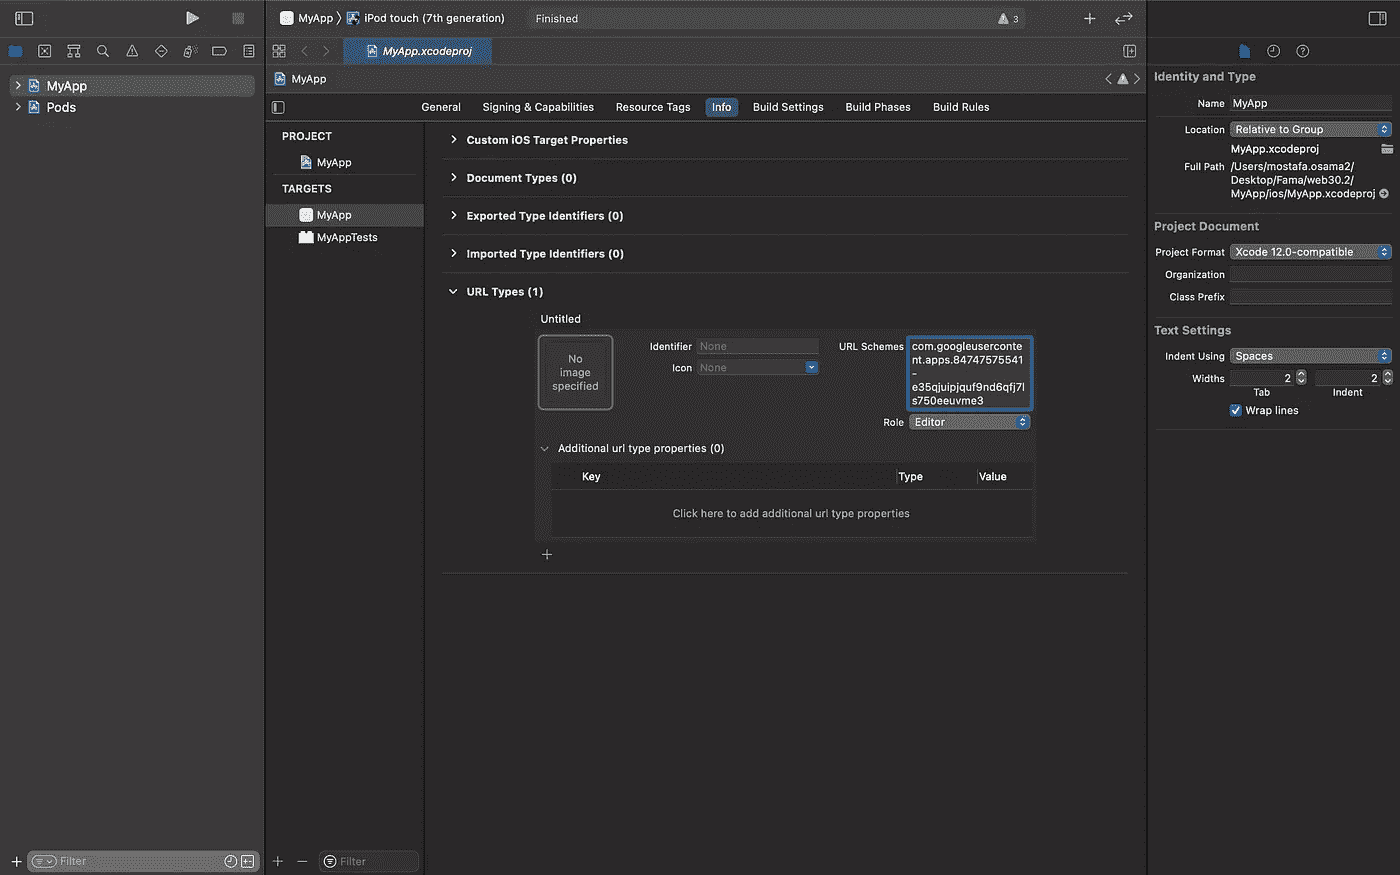 MyApp
iPod touch (7th generation)
Finished
3
MyApp.xcodeproj
MyApp
Pods
MyApp
General
Signing & Capabilities
Resource Tags
Info
Build Settings
Build Phases
Build Rules
PROJECT
MyApp
TARGETS
MyApp
MyAppTests
Custom iOS Target Properties
Document Types (0)
Exported Type Identifiers (0)
Imported Type Identifiers (0)
URL Types (1)
Untitled
No
image
specified
Identifier None
Icon None
URL Schemes
com.googleuserconte
nt.apps.84747575541
-
e35qjuipjquf9nd6qfj7l
s750eeuvme3
Role Editor
Additional url type properties (0)
Key Type Value
Click here to add additional url type properties
Filter
Filter
Identity and Type
Name MyApp
Location Relative to Group
MyApp.xcodeproj
Full Path /Users/mostafa.osama2/
Desktop/Fama/web30.2/
MyApp/ios/MyApp.xcodeproj
Project Document
Project Format Xcode 12.0-compatible
Organization
Class Prefix
Text Settings
Indent Using Spaces
Widths 2 2
Tab Indent
Wrap lines